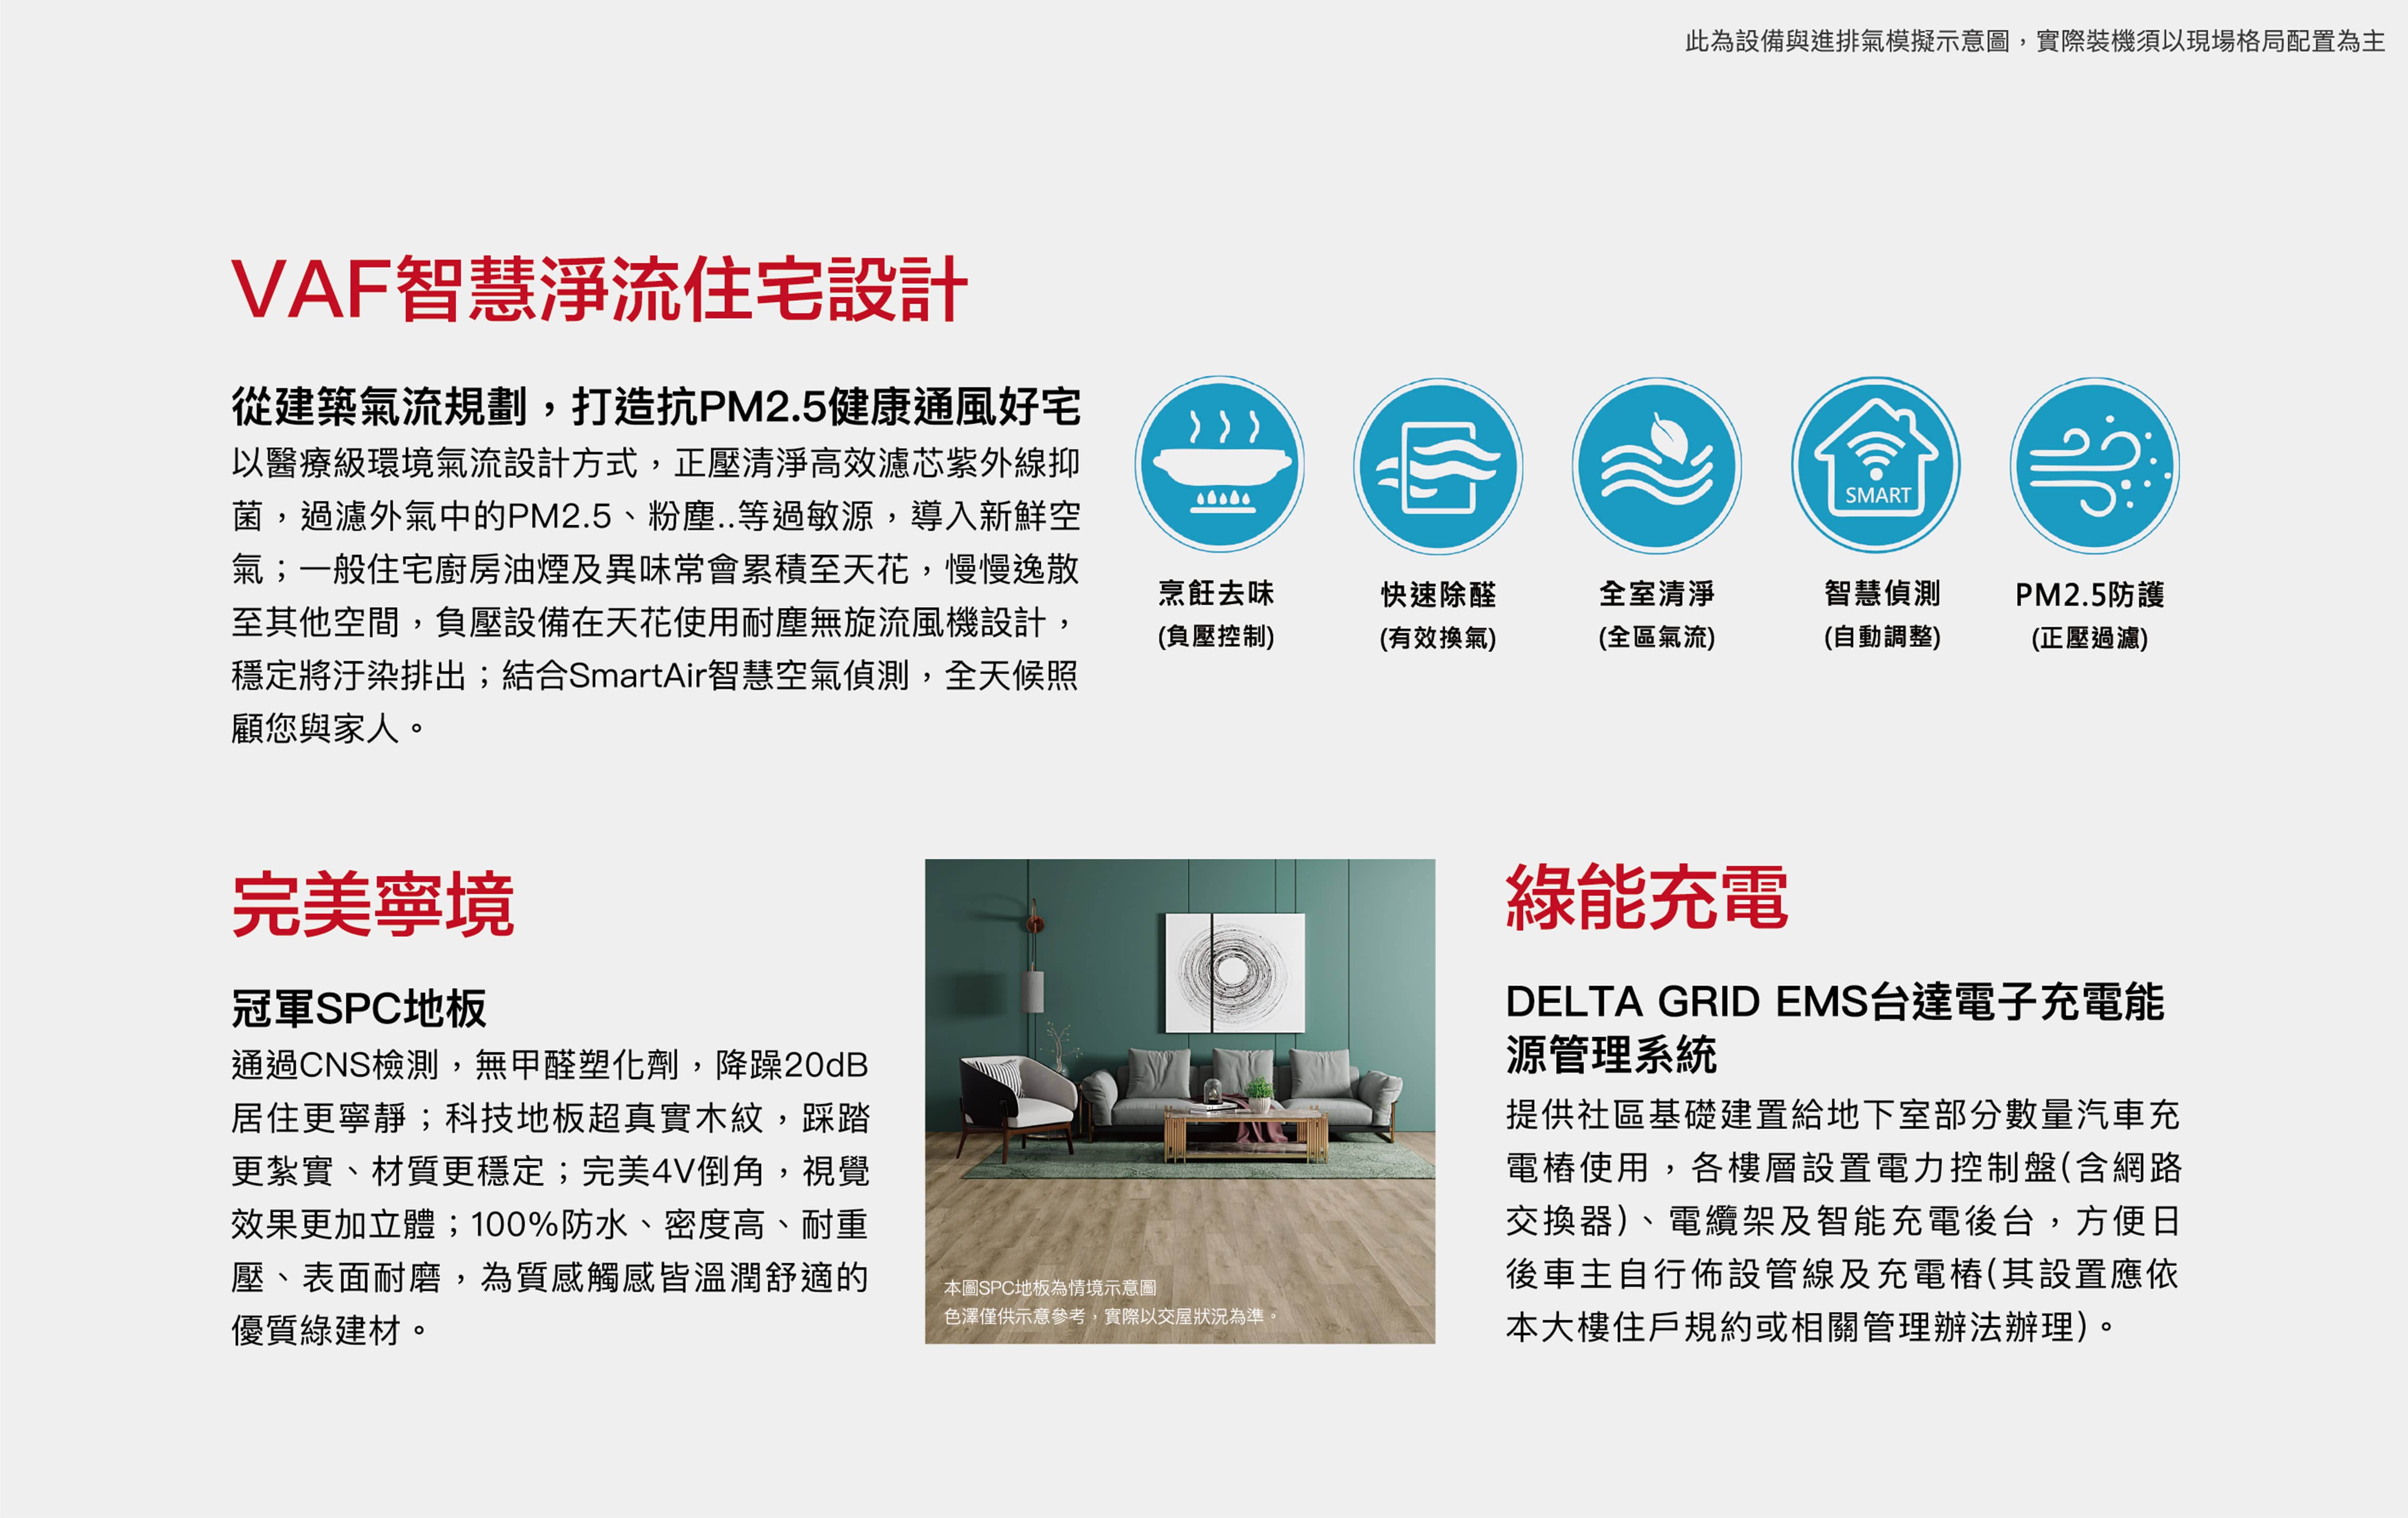 此為設備與進排氣模擬示意圖，實際裝機須以現場格局配置為主
VAF智慧淨流住宅設計
從建築氣流規劃，打造抗PM2.5健康通風好宅
以醫療級環境氣流設計方式，正壓清淨高效濾芯紫外線抑
菌，過濾外氣中的PM2.5、粉塵..等過敏源，導入新鮮空
氣；一般住宅廚房油煙及異味常會累積至天花，慢慢逸散
至其他空間，負壓設備在天花使用耐塵無旋流風機設計，
穩定將汙染排出；結合SmartAir智慧空氣偵測，全天候照
顧您與家人。
烹飪去味
(負壓控制)
快速除醛
(有效換氣)
全室清淨
(全區氣流)
SMART
智慧偵測
(自動調整)
PM2.5防護
(正壓過濾)
完美寧境
冠軍SPC地板
通過CNS檢測，無甲醛塑化劑，降躁20dB
居住更寧靜；科技地板超真實木紋，踩踏
更紮實、材質更穩定；完美4V倒角，視覺
效果更加立體；100%防水、密度高、耐重
壓、表面耐磨，為質感觸感皆溫潤舒適的
優質綠建材。
本圖SPC地板為情境示意圖
色澤僅供示意參考，實際以交屋狀況為準。
綠能充電
DELTA GRID EMS台達電子充電能
源管理系統
提供社區基礎建置給地下室部分數量汽車充
電樁使用，各樓層設置電力控制盤(含網路
交換器)、電纜架及智能充電後台，方便日
後車主自行佈設管線及充電樁(其設置應依
本大樓住戶規約或相關管理辦法辦理)。